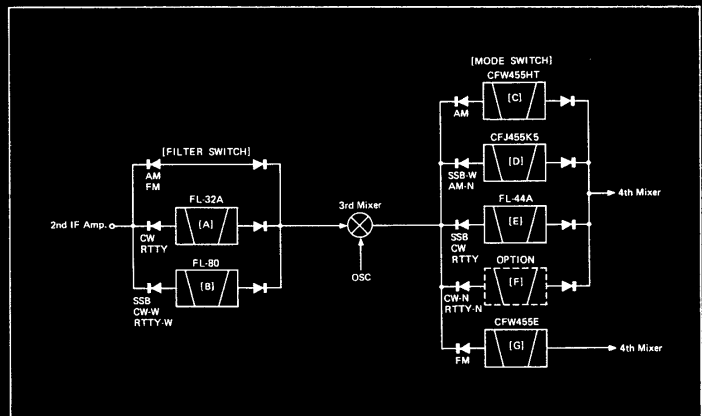 [MODE SWITCH]
CFW455HT
[C]
AM
CFJ455K5
[D]
SSB-W
AM-N
[FILTER SWITCH]
AM
FM
FL-32A
[A]
2nd IF Amp.
CW
RTTY
FL-80
[B]
SSB
CW-W
RTTY-W
3rd Mixer
OSC
4th Mixer
FL-44A
[E]
SSB
CW
RTTY
OPTION
[F]
CW-N
RTTY-N
CFW455E
[G]
FM
4th Mixer